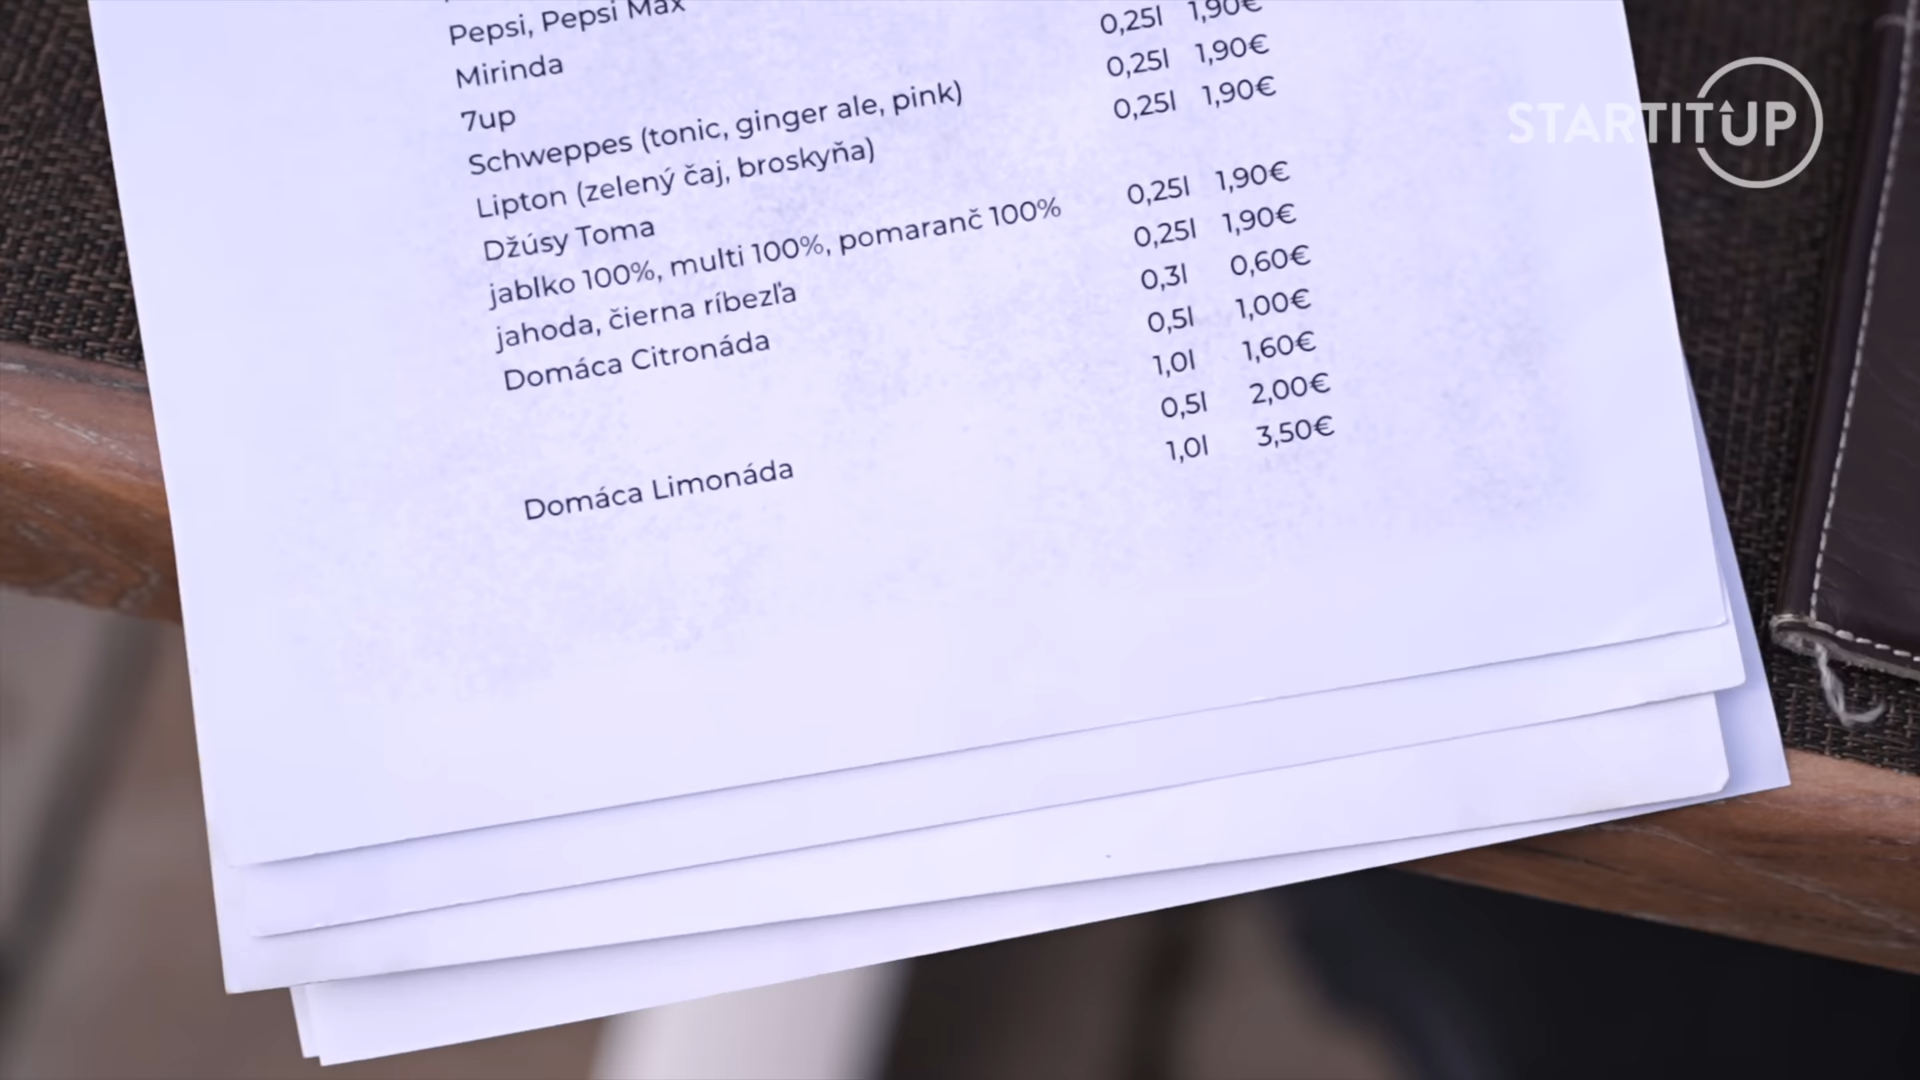 Pepsi, Pepsi Max
Mirinda
7up 0,25l 1,90€
Schweppes (tonic, ginger ale, pink) 0,25l 1,90€
Lipton (zelený čaj, broskyňa) 0,25l 1,90€
Džúsy Toma
jablko 100%, multi 100%, pomaranč 100% 0,25l 1,90€
jahoda, čierna ríbezľa 0,25l 1,90€
Domáca Citronáda 0,3l 0,60€
0,5l 1,00€
1,0l 1,60€
Domáca Limonáda 0,5l 2,00€
1,0l 3,50€
STARTITUP